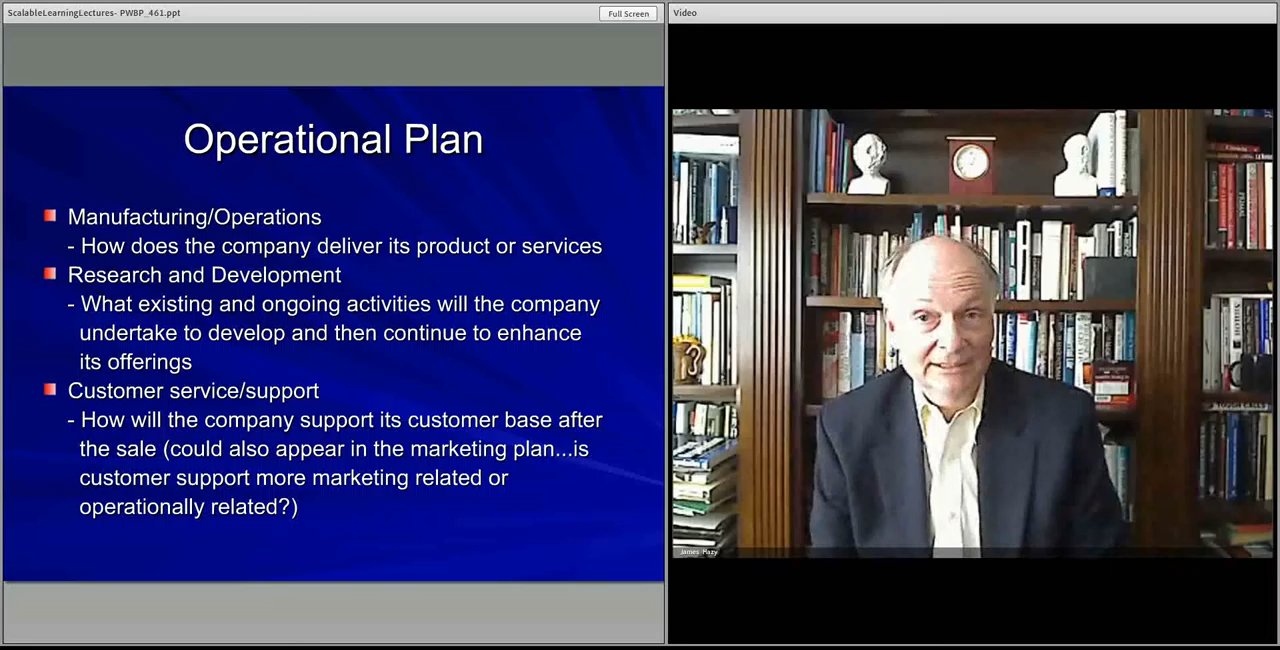 ScalableLearningLectures- PWBP_461.ppt
Full Screen
Video
Operational Plan
Manufacturing/Operations
- How does the company deliver its product or services
Research and Development
- What existing and ongoing activities will the company
undertake to develop and then continue to enhance
its offerings
Customer service/support
- How will the company support its customer base after
the sale (could also appear in the marketing plan...is
customer support more marketing related or
operationally related?)
James Hazy